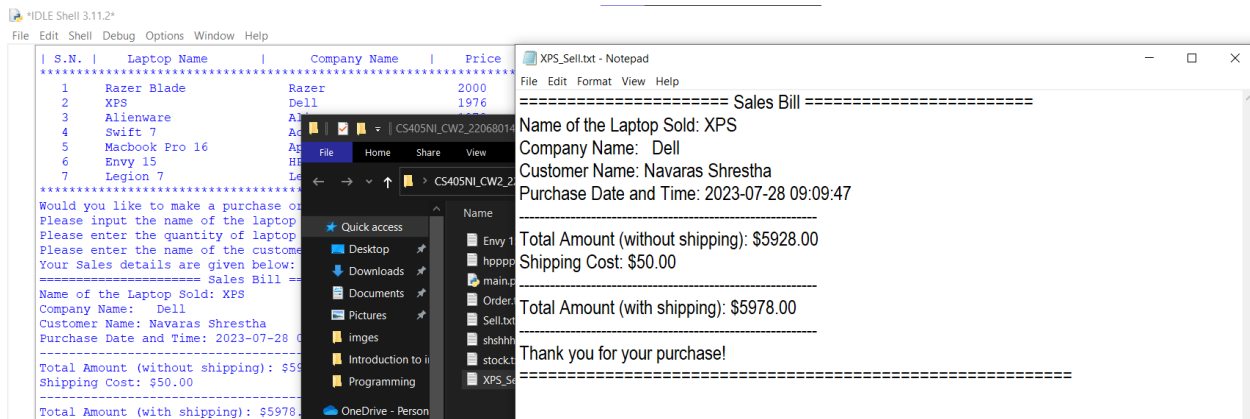 *IDLE Shell 3.11.2*
File Edit Shell Debug Options Window Help
| S.N. | Laptop Name | Company Name | Price
****************************************************************
1 Razer Blade Razer 2000
2 XPS Dell 1976
3 Alienware
4 Swift 7
5 Macbook Pro 16
6 Envy 15
7 Legion 7
****************************************
Would you like to make a purchase or
Please input the name of the laptop
Please enter the quantity of laptop
Please enter the name of the
Your Sales details are given below:
====================== Sales Bill ==
Name of the Laptop Sold: XPS
Company Name: Dell
Customer Name: Navaras Shrestha
Purchase Date and Time: 2023-07-28
------------------------------------
Total Amount (without shipping):
Shipping Cost: $50.00
------------------------------------
Total Amount (with shipping): $5978.
CS405NI_CW2_22068014
File Home Share View
CS405NI_CW2_2
Quick access
Desktop
Downloads
Documents
Pictures
imges
Introduction to
Programming
OneDrive - Person
Name
Envy
main.p
Order.
Sell.txt
stock.t
XPS_Se
XPS_Sell.txt - Notepad
File Edit Format View Help
====================== Sales Bill ========================
Name of the Laptop Sold: XPS
Company Name: Dell
Customer Name: Navaras Shrestha
Purchase Date and Time: 2023-07-28 09:09:47
------------------------------------------------------------
Total Amount (without shipping): $5928.00
Shipping Cost: $50.00
------------------------------------------------------------
Total Amount (with shipping): $5978.00
------------------------------------------------------------
Thank you for your purchase!
==========================================================